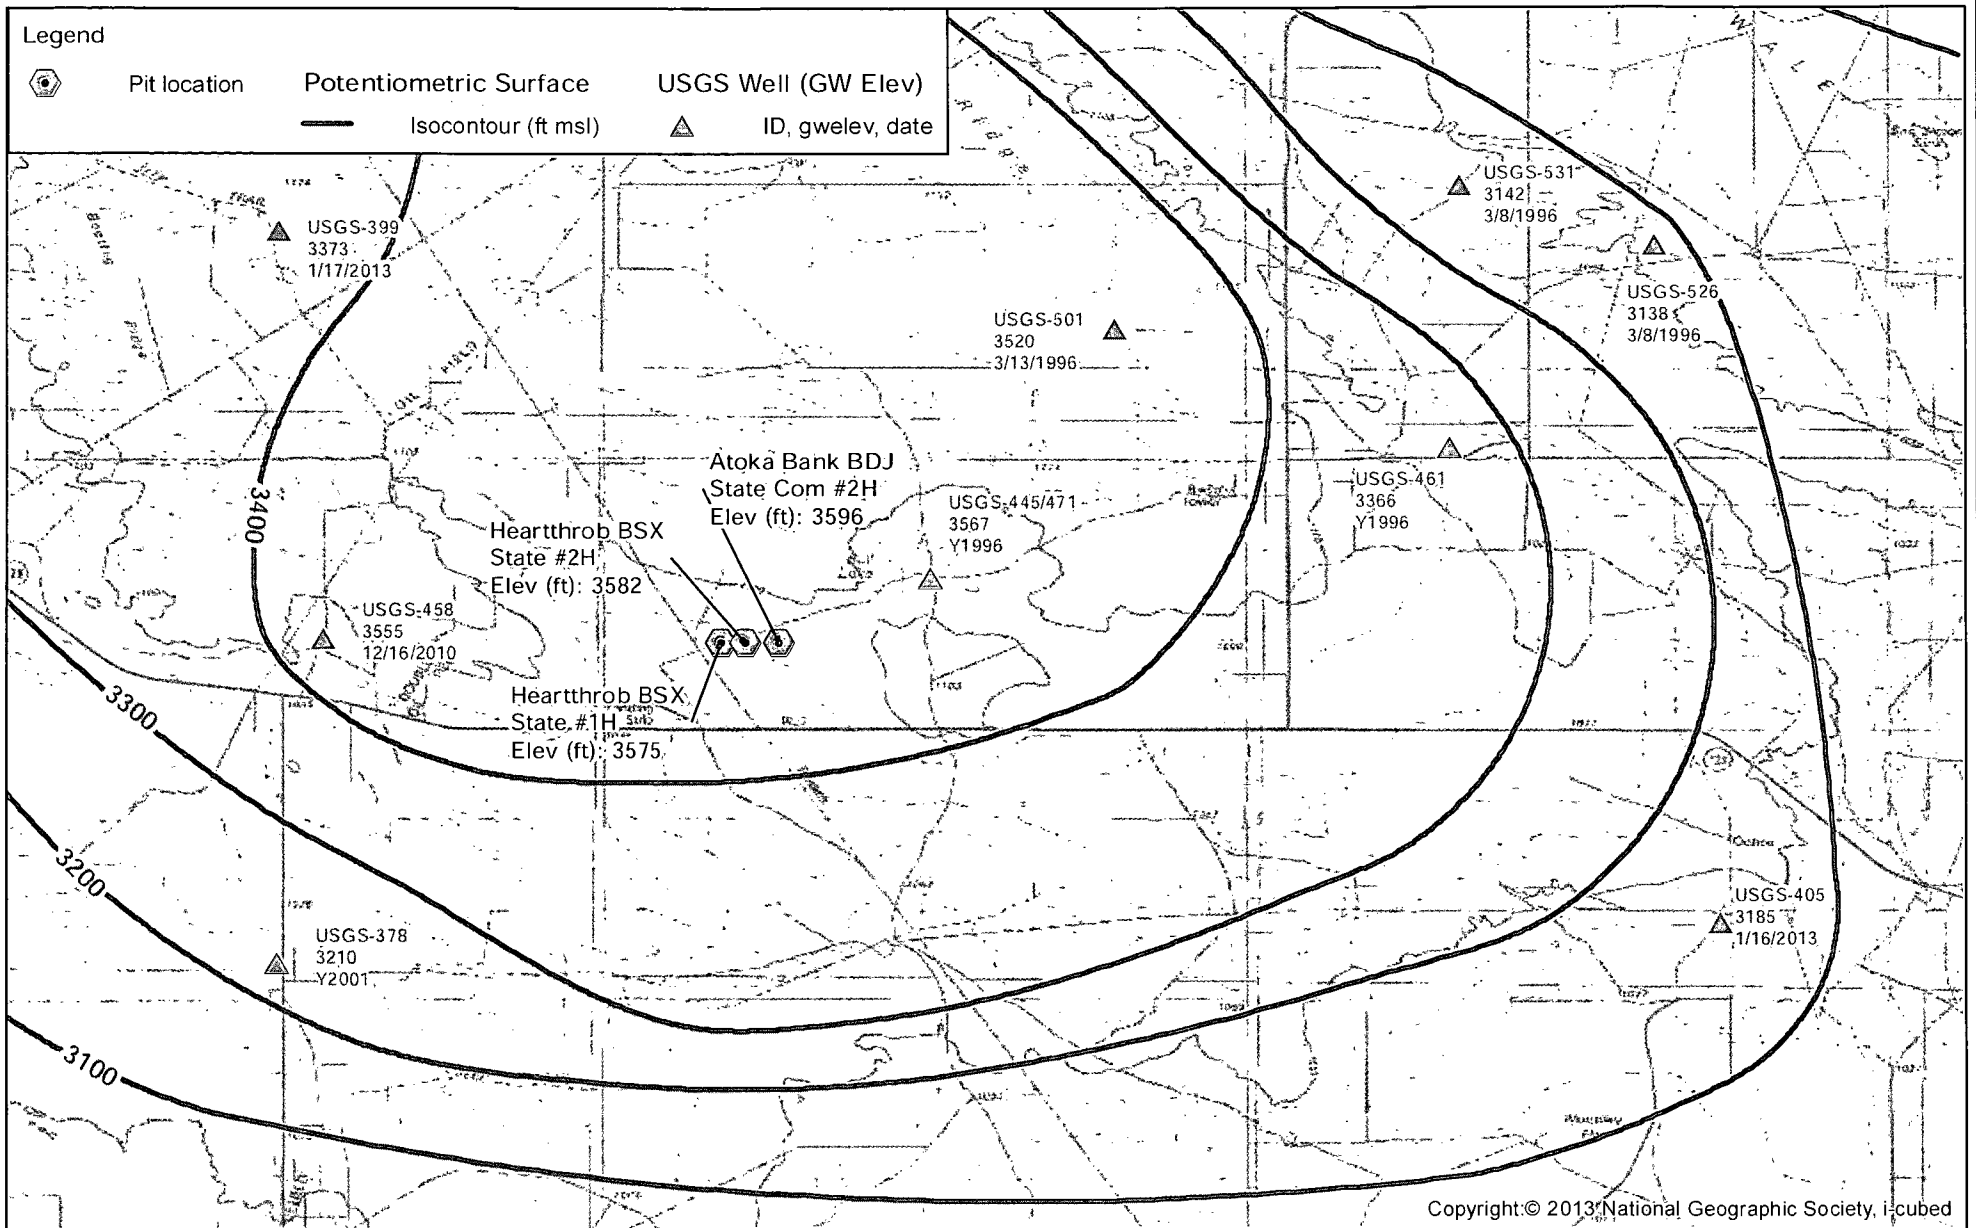 Legend
Pit location
Potentiometric Surface
USGS Well (GW Elev)
Isocontour (ft msl)
ID, gwelev, date
USGS-399
3373
1/17/2013
USGS-531
3142
3/8/1996
USGS-526
3138
3/8/1996
USGS-501
3520
3/13/1996
OIL FIELD
Atoka Bank BDJ
State Com #2H
Elev (ft): 3596
USGS-461
3366
Y1996
USGS-445/471
3567
Y1996
3400
Heartthrob BSX
State #2H
Elev (ft): 3582
USGS-458
3555
12/16/2010
Heartthrob BSX
State #1H
Elev (ft): 3575
3300
3200
USGS-405
3185
1/16/2013
USGS-378
3210
Y2001
3100
Copyright:© 2013 National Geographic Society, i-cubed